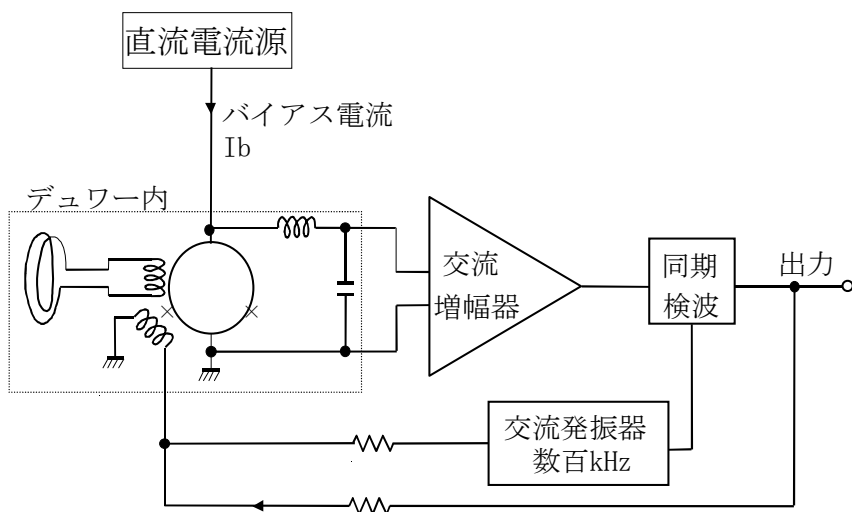 直流電流源
バイアス電流
Ib
デュワー内
交流
増幅器
同期
検波
出力
交流発振器
数百kHz